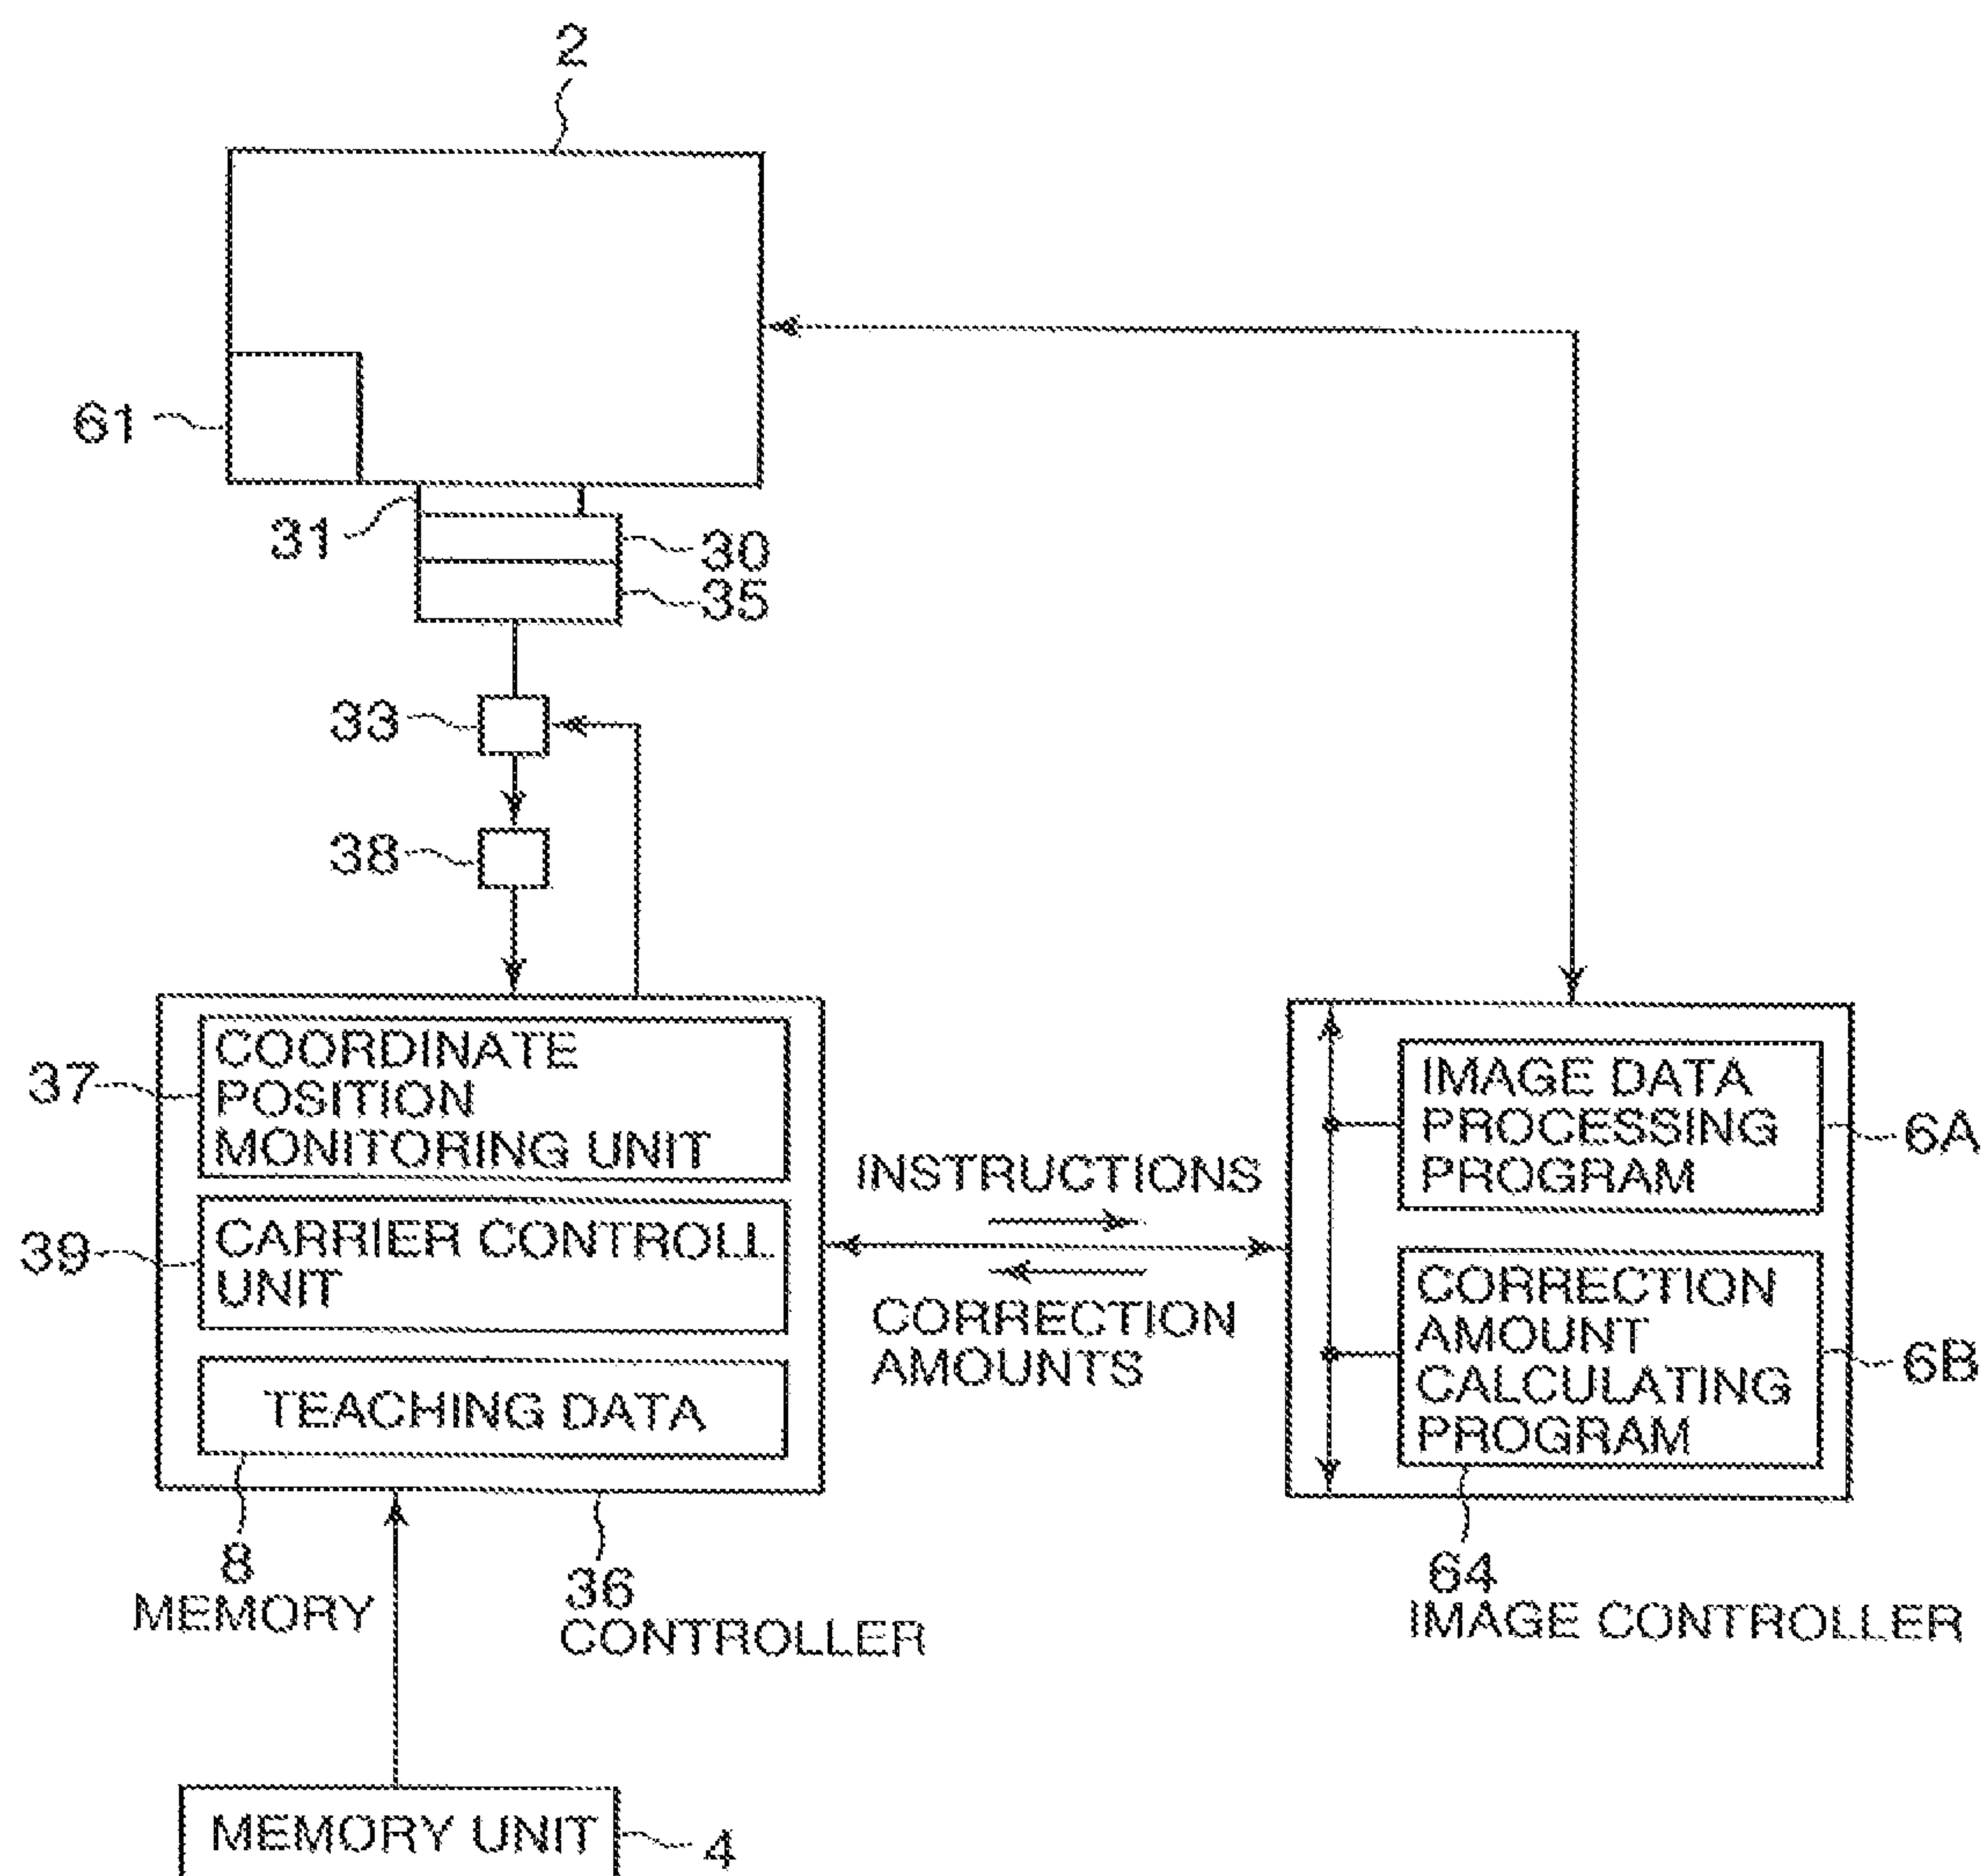 2
61
31
30
35
33
38
37
COORDINATE
POSITION
MONITORING UNIT
39
CARRIER CONTROLL
UNIT
TEACHING DATA
8
MEMORY
36
CONTROLLER
INSTRUCTIONS
CORRECTION
AMOUNTS
IMAGE DATA
PROCESSING
PROGRAM
6A
CORRECTION
AMOUNT
CALCULATING
PROGRAM
6B
64
IMAGE CONTROLLER
MEMORY UNIT
4